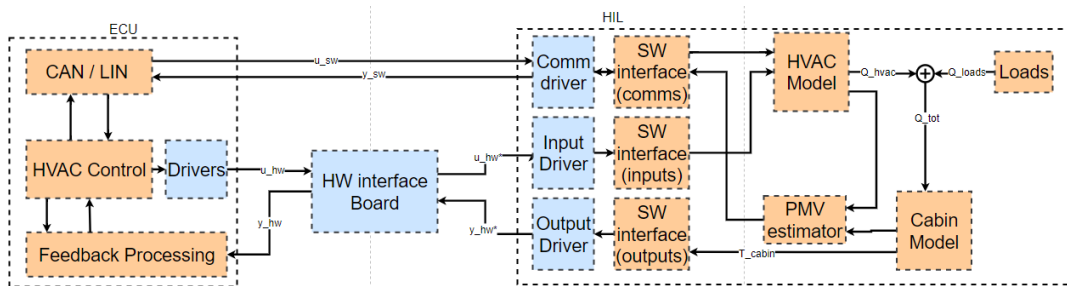 ECU
HIL
CAN / LIN
u_sw
y_sw
Comm
driver
SW
interface
(comms)
HVAC
Model
Q_hvac
Q_loads
Loads
Q_tot
HVAC Control
Drivers
u_hw
HW interface
Board
u_hw*
Input
Driver
SW
interface
(inputs)
y_hw
y_hw*
Output
Driver
SW
interface
(outputs)
T_cabin
PMV
estimator
Cabin
Model
Feedback Processing